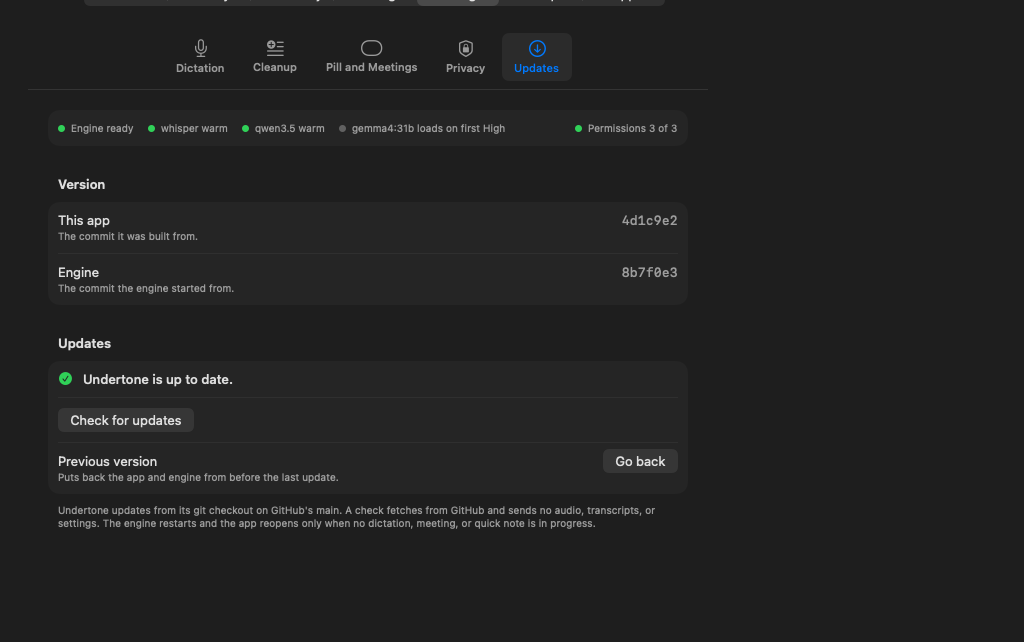 Dictation
Cleanup
Pill and Meetings
Privacy
Updates
Engine ready
whisper warm
qwen3.5 warm
gemma4:31b loads on first High
Permissions 3 of 3
Version
This app
4d1c9e2
The commit it was built from.
Engine
8b7f0e3
The commit the engine started from.
Updates
Undertone is up to date.
Check for updates
Previous version
Go back
Puts back the app and engine from before the last update.
Undertone updates from its git checkout on GitHub's main. A check fetches from GitHub and sends no audio, transcripts, or
settings. The engine restarts and the app reopens only when no dictation, meeting, or quick note is in progress.